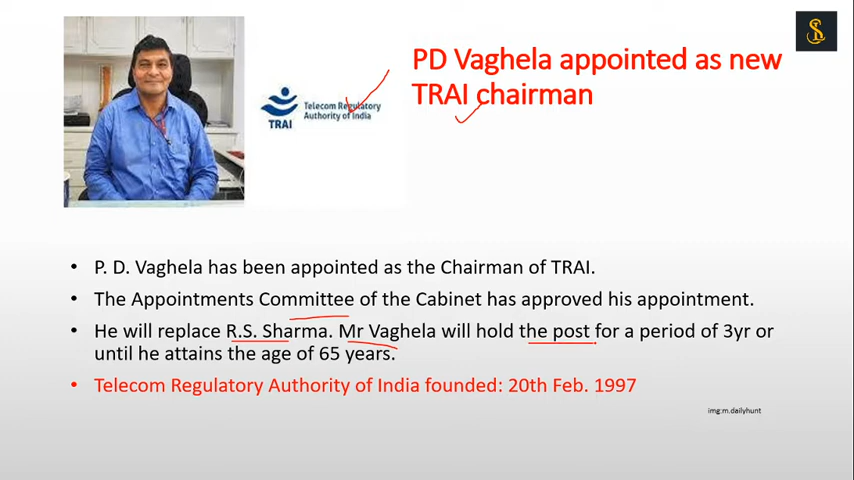 PD Vaghela appointed as new
TRAI chairman
Telecom Regulatory
Authority of India
TRAI
• P. D. Vaghela has been appointed as the Chairman of TRAI.
• The Appointments Committee of the Cabinet has approved his appointment.
• He will replace R.S. Sharma. Mr Vaghela will hold the post for a period of 3yr or
until he attains the age of 65 years.
• Telecom Regulatory Authority of India founded: 20th Feb. 1997
img:m.dailyhunt